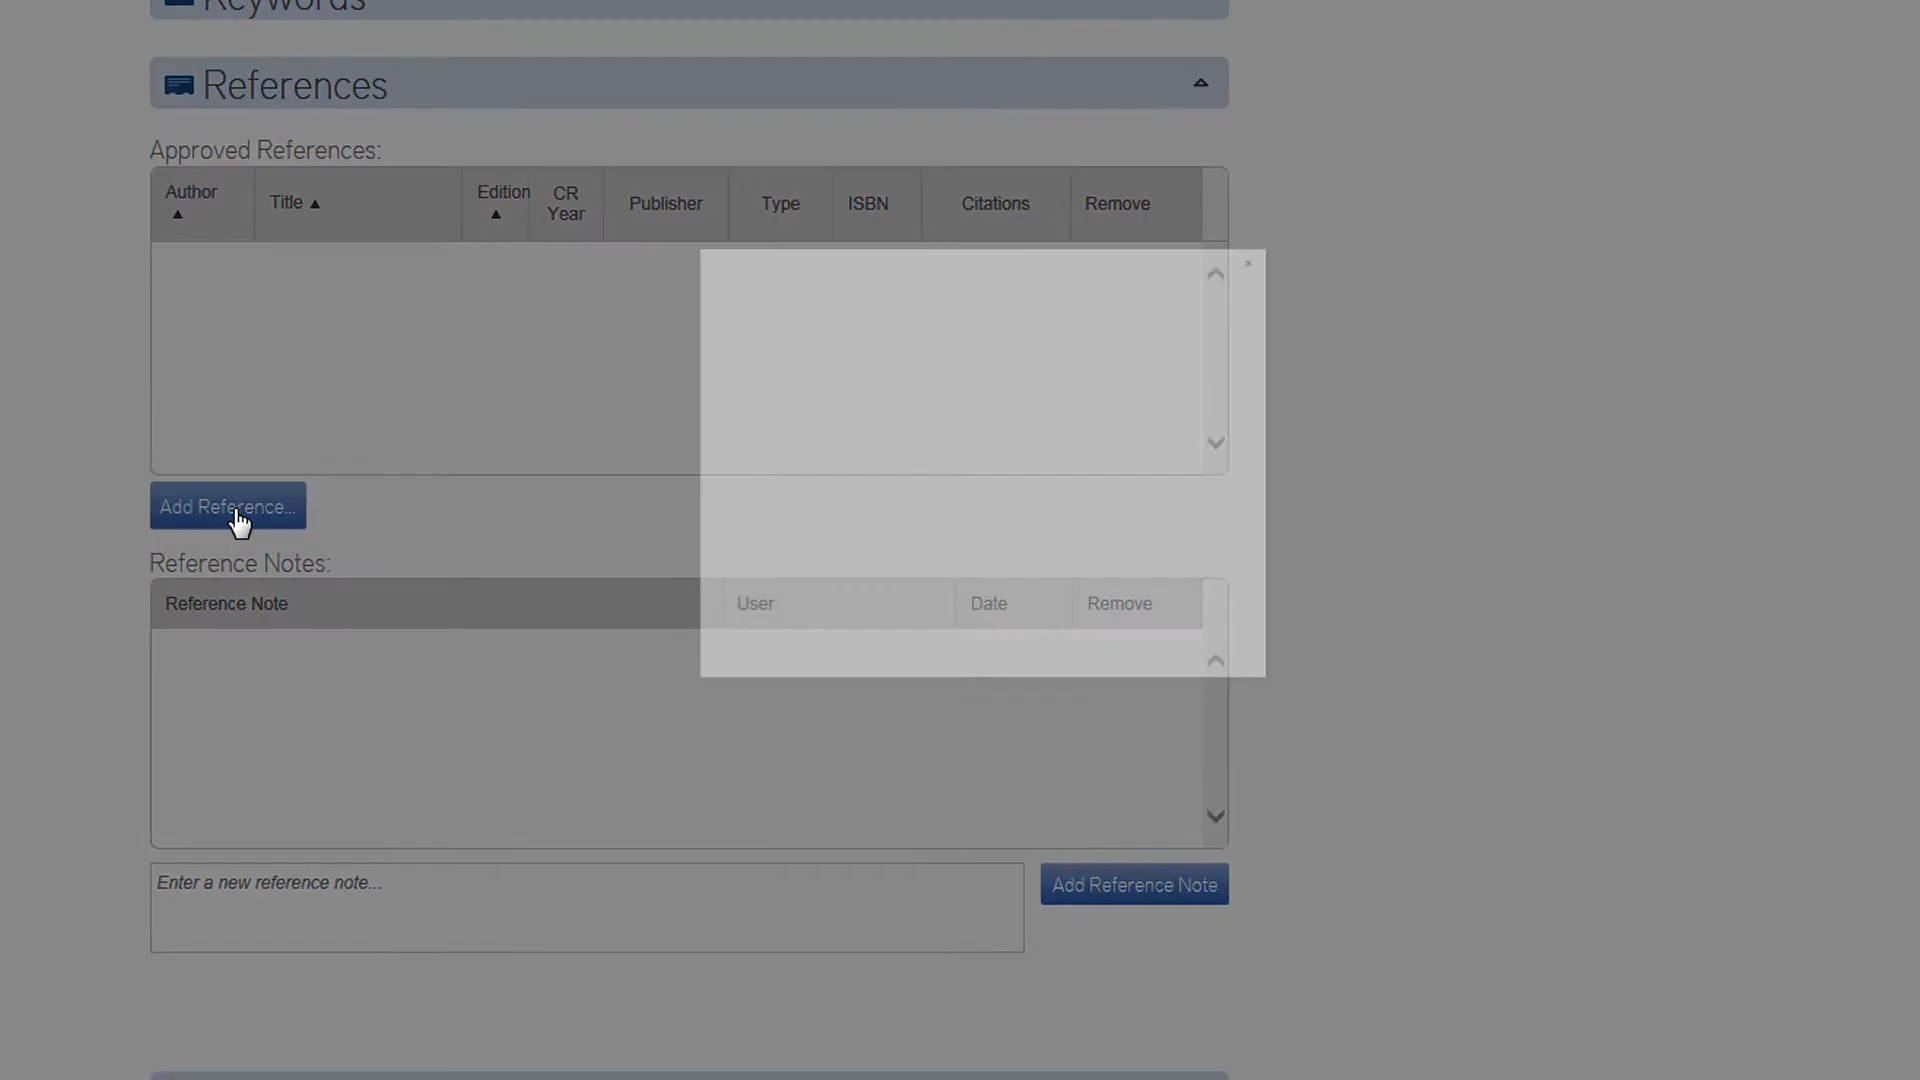 Keywords
References
Approved References:
Author ▲
Title ▲
Edition ▲
CR Year
Publisher
Type
ISBN
Citations
Remove
×
Add Reference...
Reference Notes:
Reference Note
User
Date
Remove
Enter a new reference note...
Add Reference Note